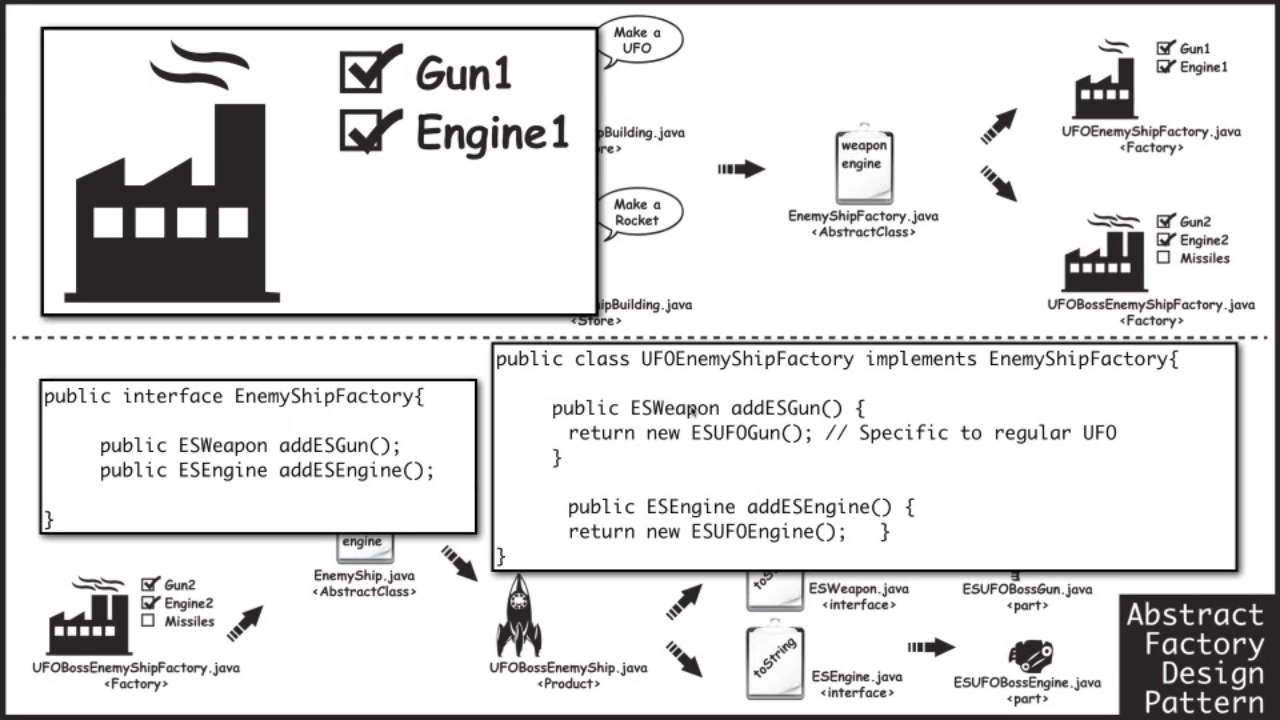 Gun1
Engine1
Make a
UFO
pBuilding.java
re>
Make a
Rocket
ipBuilding.java
<Store>
weapon
engine
EnemyShipFactory.java
<AbstractClass>
Gun1
Engine1
UFOEnemyShipFactory.java
<Factory>
Gun2
Engine2
Missiles
UFOBossEnemyShipFactory.java
<Factory>
public interface EnemyShipFactory{
public ESWeapon addESGun();
public ESEngine addESEngine();
}
public class UFOEnemyShipFactory implements EnemyShipFactory{
public ESWeapon addESGun() {
return new ESUFOGun(); // Specific to regular UFO
}
public ESEngine addESEngine() {
return new ESUFOEngine();   }
}
Gun2
Engine2
Missiles
UFOBossEnemyShipFactory.java
<Factory>
engine
EnemyShip.java
<AbstractClass>
UFOBossEnemyShip.java
<Product>
toS
ESWeapon.java
<interface>
toString
ESEngine.java
<interface>
ESUFOBossGun.java
<part>
ESUFOBossEngine.java
<part>
Abstract
Factory
Design
Pattern